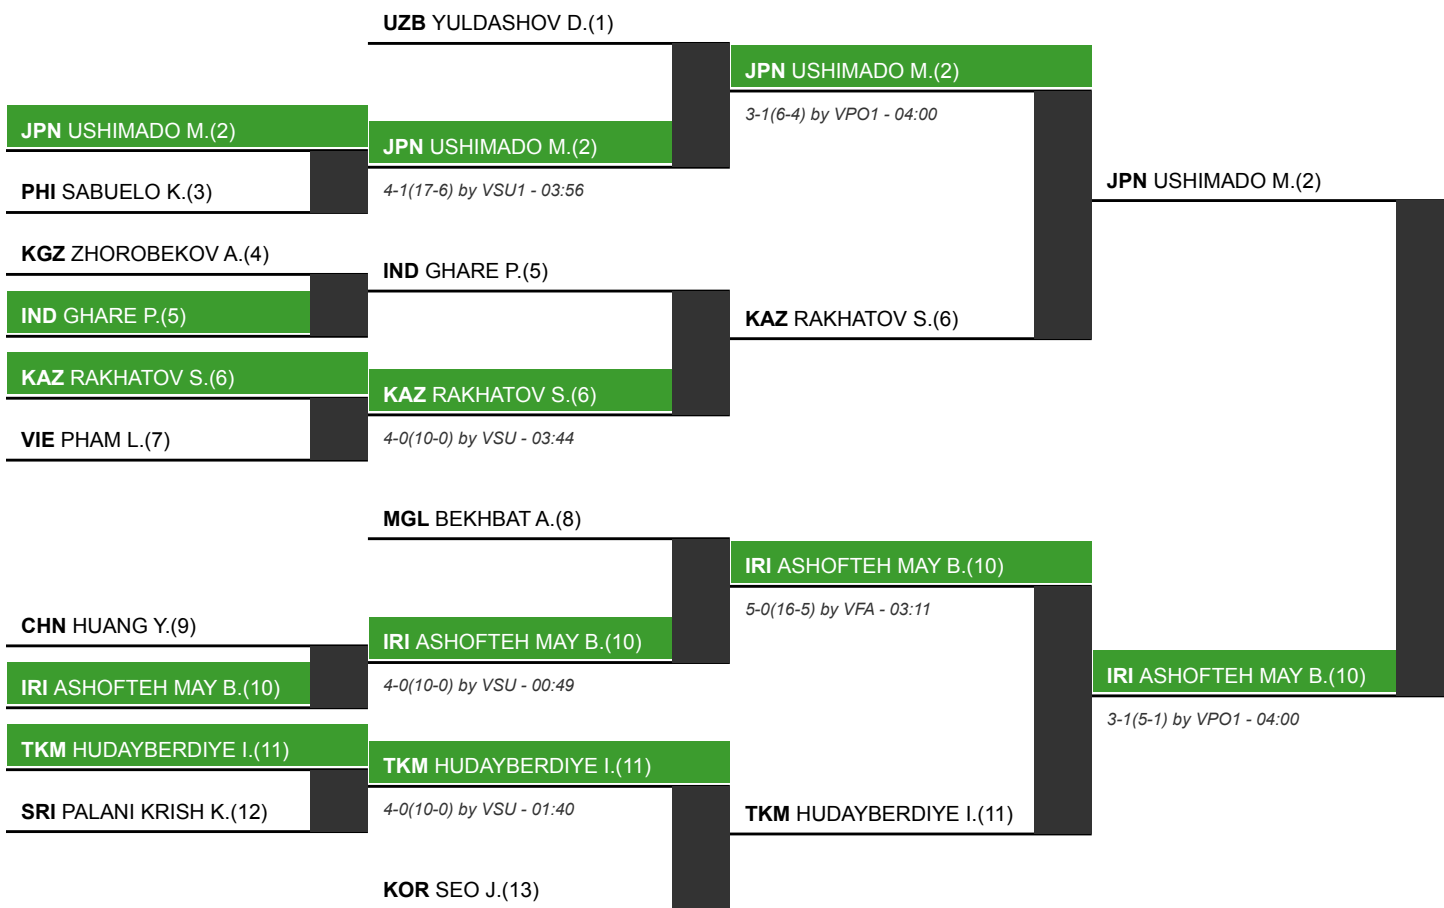 UZB YULDASHOV D.(1)
JPN USHIMADO M.(2)
3-1(6-4) by VPO1 - 04:00
JPN USHIMADO M.(2)
JPN USHIMADO M.(2)
4-1(17-6) by VSU1 - 03:56
PHI SABUELO K.(3)
JPN USHIMADO M.(2)
KGZ ZHOROBEKOV A.(4)
IND GHARE P.(5)
IND GHARE P.(5)
KAZ RAKHATOV S.(6)
KAZ RAKHATOV S.(6)
KAZ RAKHATOV S.(6)
4-0(10-0) by VSU - 03:44
VIE PHAM L.(7)
MGL BEKHBAT A.(8)
IRI ASHOFTEH MAY B.(10)
5-0(16-5) by VFA - 03:11
CHN HUANG Y.(9)
IRI ASHOFTEH MAY B.(10)
4-0(10-0) by VSU - 00:49
IRI ASHOFTEH MAY B.(10)
IRI ASHOFTEH MAY B.(10)
3-1(5-1) by VPO1 - 04:00
TKM HUDAYBERDIYE I.(11)
TKM HUDAYBERDIYE I.(11)
4-0(10-0) by VSU - 01:40
SRI PALANI KRISH K.(12)
TKM HUDAYBERDIYE I.(11)
KOR SEO J.(13)